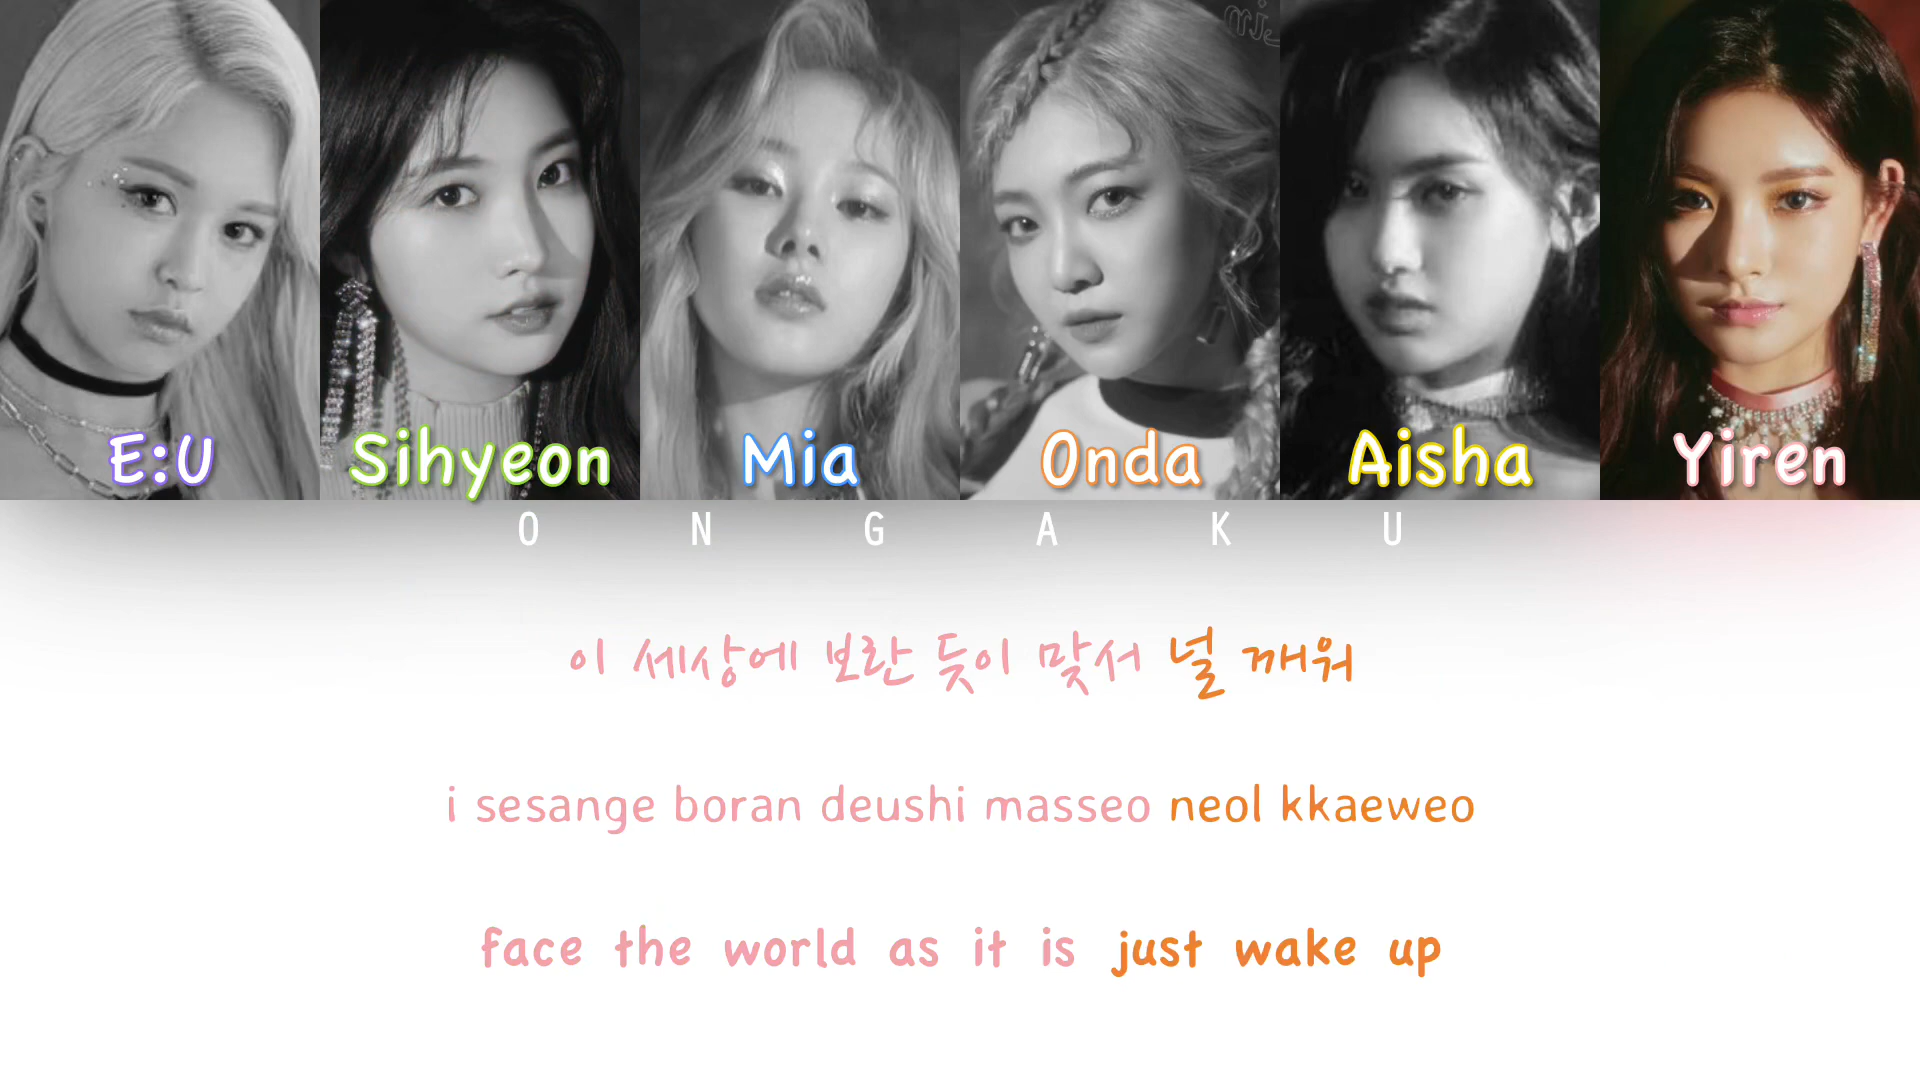 mje
E:U Sihyeon Mia Onda Aisha Yiren
O N G A K U
이 세상에 보란 듯이 맞서 널 깨워
i sesange boran deushi masseo neol kkaeweo
face the world as it is just wake up